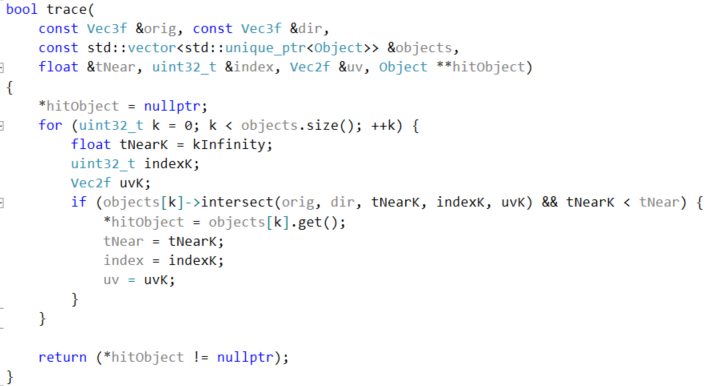 bool trace(
    const Vec3f &orig, const Vec3f &dir,
    const std::vector<std::unique_ptr<Object>> &objects,
    float &tNear, uint32_t &index, Vec2f &uv, Object **hitObject)
{
    *hitObject = nullptr;
    for (uint32_t k = 0; k < objects.size(); ++k) {
        float tNearK = kInfinity;
        uint32_t indexK;
        Vec2f uvK;
        if (objects[k]->intersect(orig, dir, tNearK, indexK, uvK) && tNearK < tNear) {
            *hitObject = objects[k].get();
            tNear = tNearK;
            index = indexK;
            uv = uvK;
        }
    }

    return (*hitObject != nullptr);
}